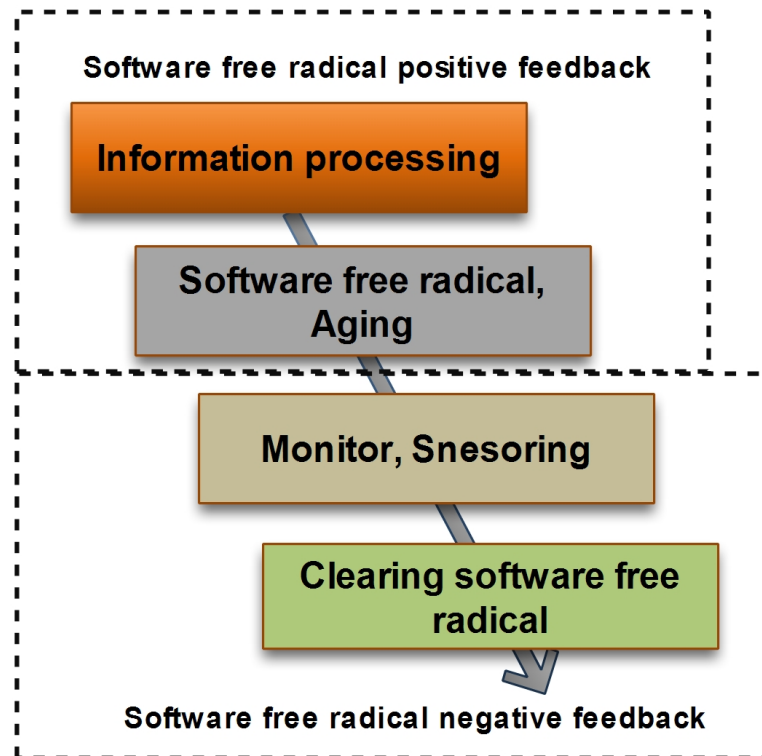 Software free radical positive feedback
Information processing
Software free radical,
Aging
Monitor, Snesoring
Clearing software free
radical
Software free radical negative feedback